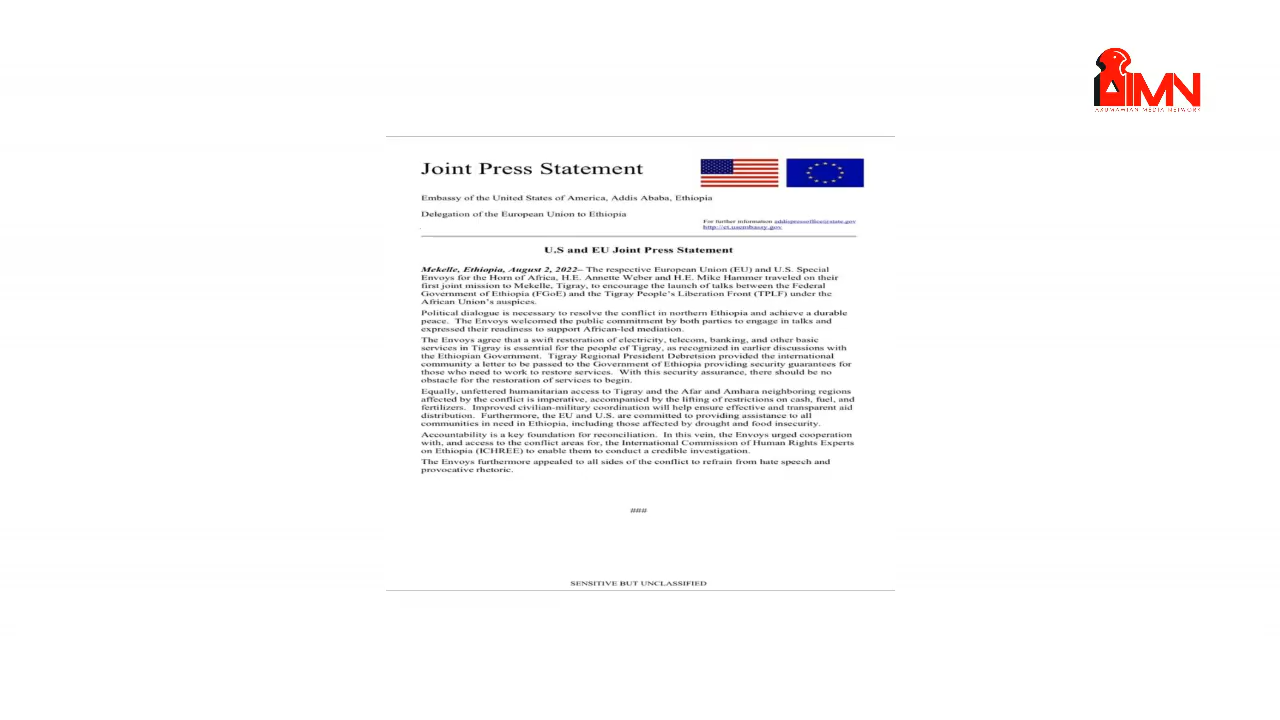 AIMN
AXUMAWIAN MEDIA NETWORK
Joint Press Statement
Embassy of the United States of America, Addis Ababa, Ethiopia
Delegation of the European Union to Ethiopia
For further information addispressoffice@state.gov
http://et.usembassy.gov
U.S and EU Joint Press Statement
Mekelle, Ethiopia, August 2, 2022– The respective European Union (EU) and U.S. Special
Envoys for the Horn of Africa, H.E. Annette Weber and H.E. Mike Hammer traveled on their
first joint mission to Mekelle, Tigray, to encourage the launch of talks between the Federal
Government of Ethiopia (FGoE) and the Tigray People's Liberation Front (TPLF) under the
African Union's auspices.
Political dialogue is necessary to resolve the conflict in northern Ethiopia and achieve a durable
peace. The Envoys welcomed the public commitment by both parties to engage in talks and
expressed their readiness to support African-led mediation.
The Envoys agree that a swift restoration of electricity, telecom, banking, and other basic
services in Tigray is essential for the people of Tigray, as recognized in earlier discussions with
the Ethiopian Government. Tigray Regional President Debretsion provided the international
community a letter to be passed to the Government of Ethiopia providing security guarantees for
those who need to work to restore services. With this security assurance, there should be no
obstacle for the restoration of services to begin.
Equally, unfettered humanitarian access to Tigray and the Afar and Amhara neighboring regions
affected by the conflict is imperative, accompanied by the lifting of restrictions on cash, fuel, and
fertilizers. Improved civilian-military coordination will help ensure effective and transparent aid
distribution. Furthermore, the EU and U.S. are committed to providing assistance to all
communities in need in Ethiopia, including those affected by drought and food insecurity.
Accountability is a key foundation for reconciliation. In this vein, the Envoys urged cooperation
with, and access to the conflict areas for, the International Commission of Human Rights Experts
on Ethiopia (ICHREE) to enable them to conduct a credible investigation.
The Envoys furthermore appealed to all sides of the conflict to refrain from hate speech and
provocative rhetoric.
###
SENSITIVE BUT UNCLASSIFIED